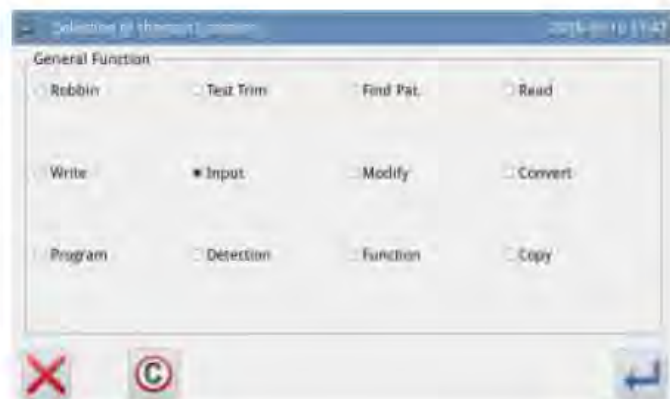 General Function
Robbin Test Trim Find Pat. Read
Write Input Modify Convert
Program Detection Function Copy
C